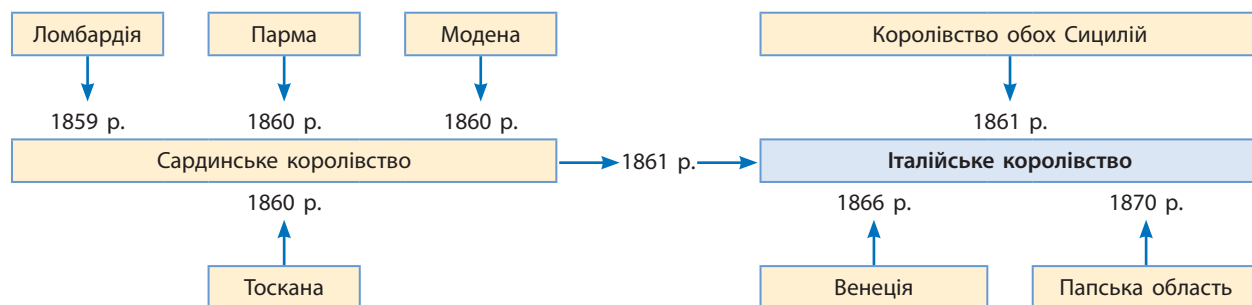 Ломбардія Парма Модена Королівство обох Сицилій
1859 р. 1860 р. 1860 р. 1861 р.
Сардинське королівство 1861 р. Італійське королівство
1860 р. 1866 р. 1870 р.
Тоскана Венеція Папська область